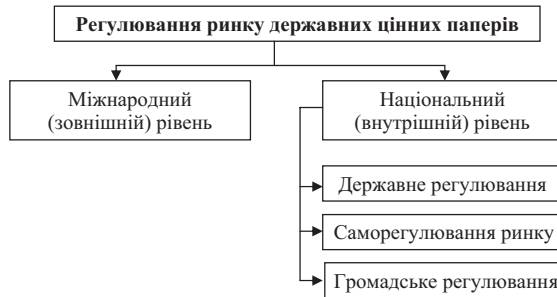 Регулювання ринку державних цінних паперів
Міжнародний
(зовнішній) рівень
Національний
(внутрішній) рівень
Державне регулювання
Саморегулювання ринку
Громадське регулювання